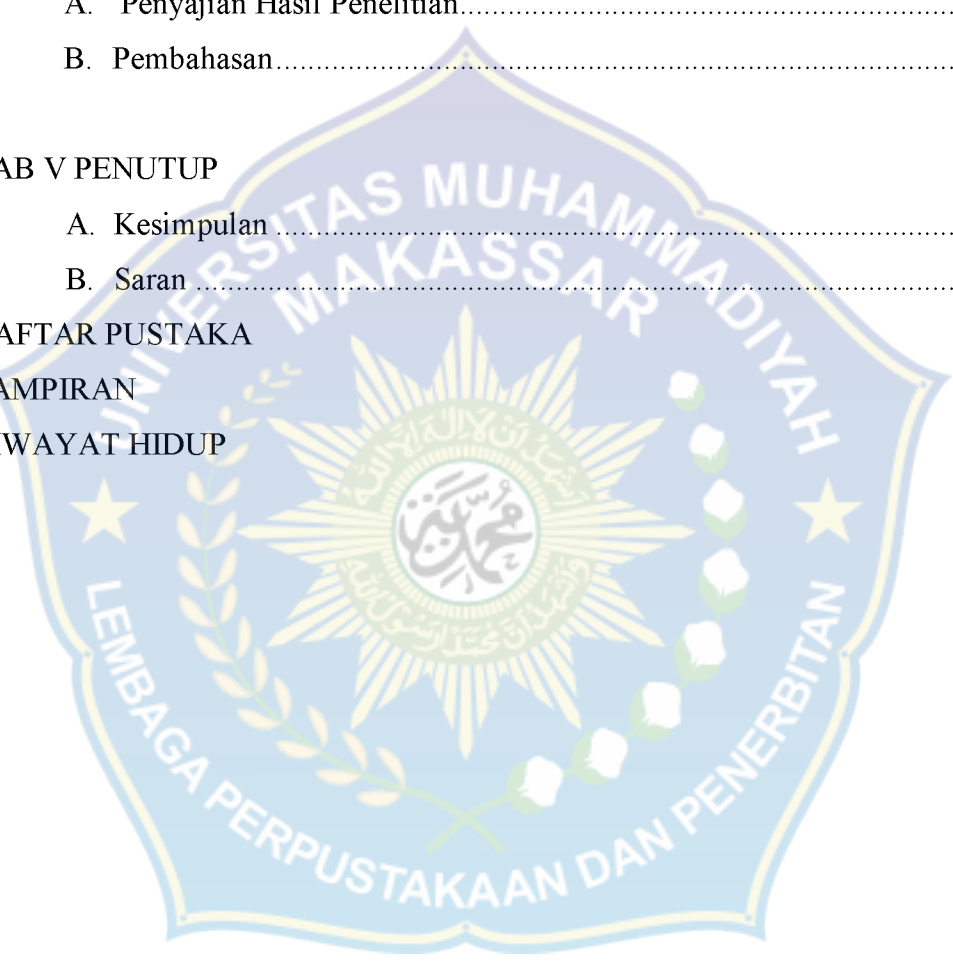 A. Penyajian Hasil Penelitian..........................................................................
B. Pembahasan..........................................................................................
AB V PENUTUP
A. Kesimpulan ..........................................................................................
B. Saran ....................................................................................................
AFTAR PUSTAKA
AMPIRAN
IWAYAT HIDUP
UNIVERSITAS MUHAMMADIYAH
MAKASSAR
LEMBAGA PERPUSTAKAAN DAN PENERBITAN